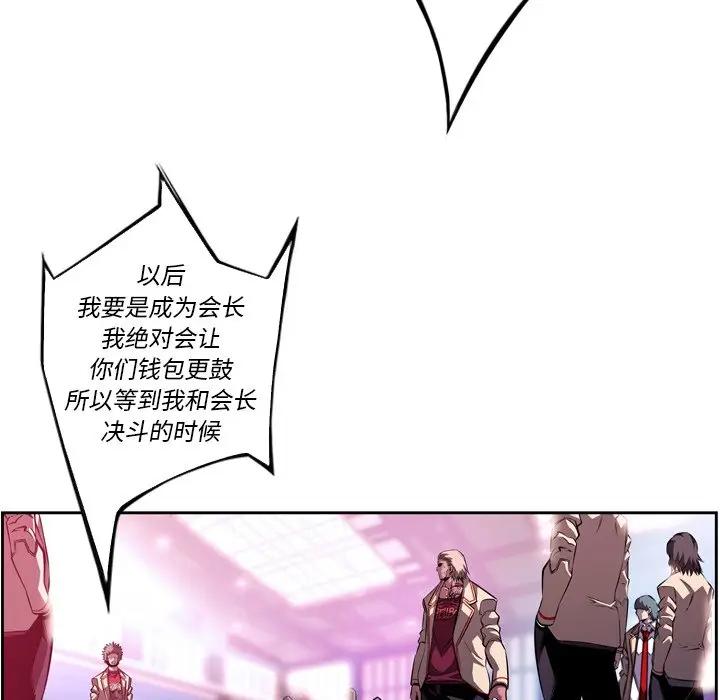 以后
我要是成为会长
我绝对会让
你们钱包更鼓
所以等到我和会长
决斗的时候